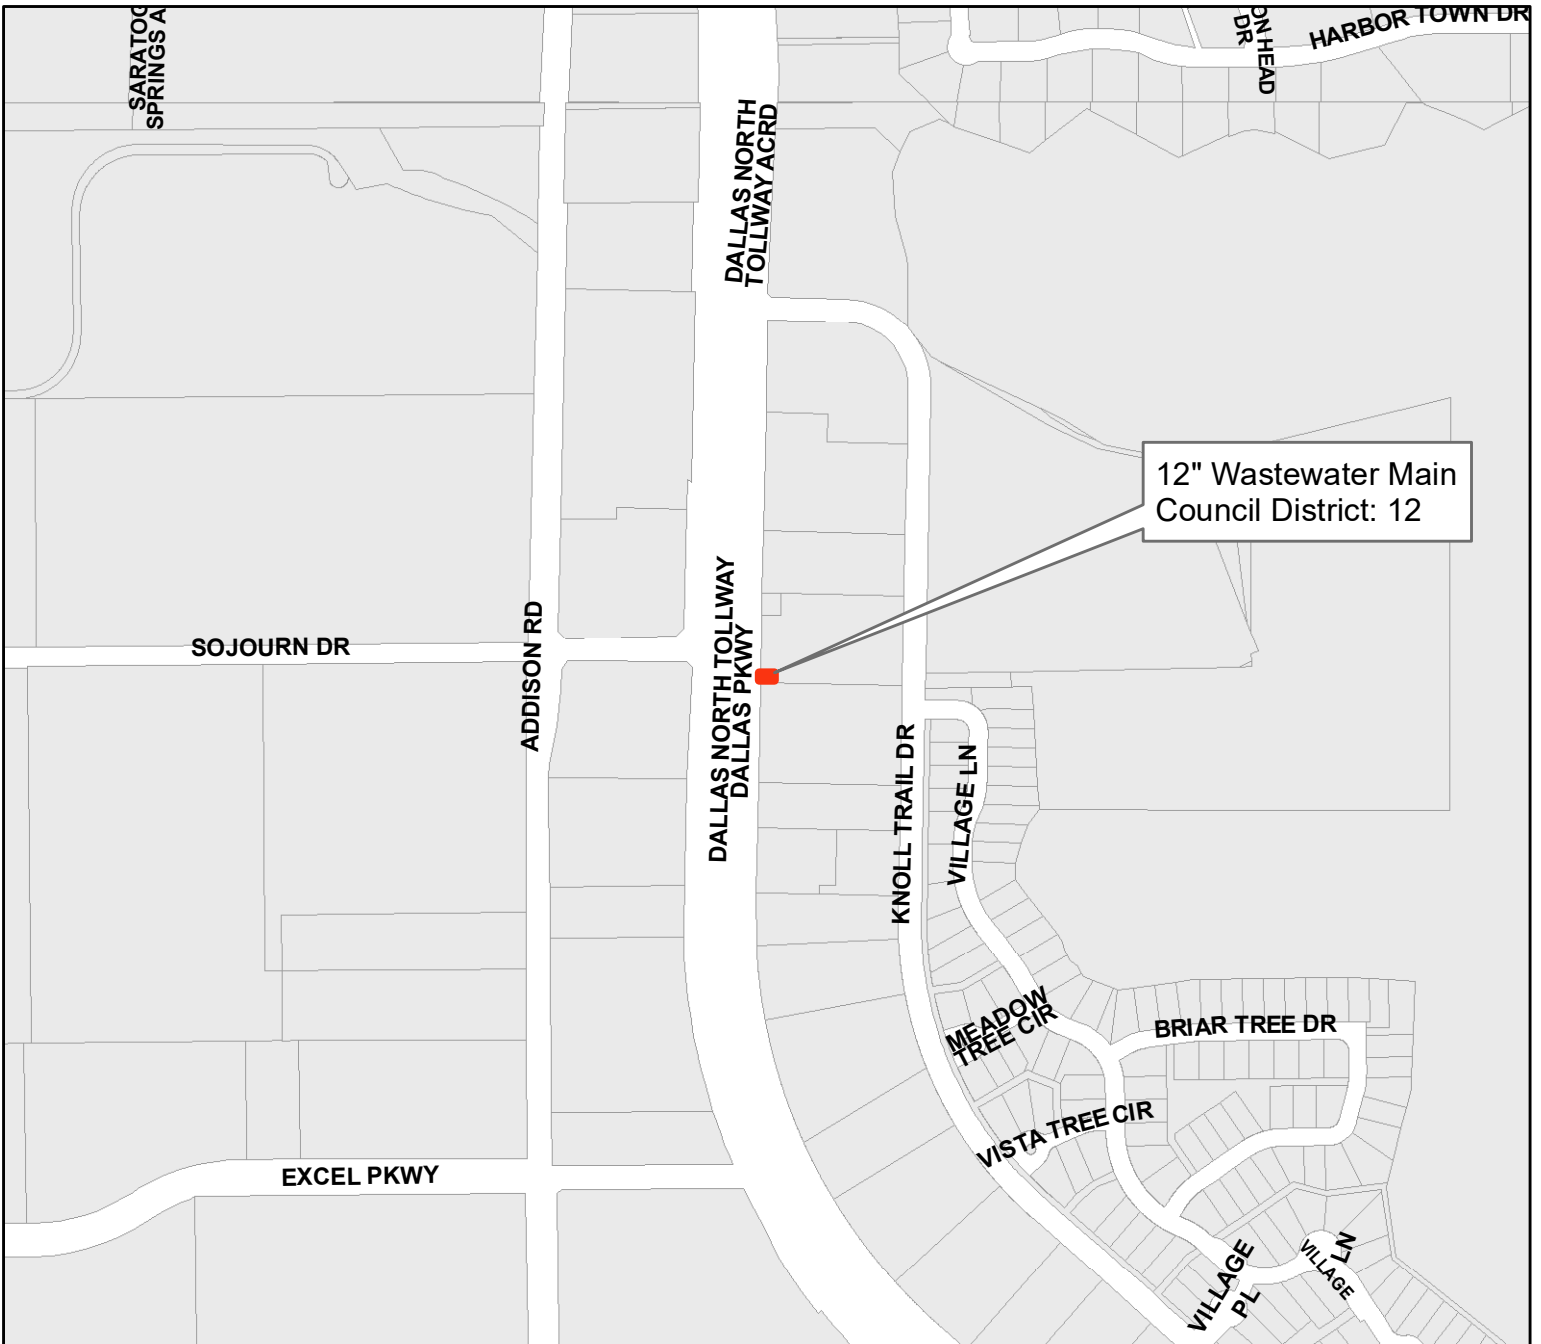 SPRINGS A
DR
HEAD
HARBOR TOWN DR
DALLAS NORTH
TOLLWAY ACRD
12" Wastewater Main
Council District: 12
SOJOURN DR
ADDISON RD
DALLAS NORTH TOLLWAY
DALLAS PKWY
KNOLL TRAIL DR
VILLAGE LN
MEADOW
TREE CIR
BRIAR TREE DR
VISTA TREE CIR
EXCEL PKWY
VILLAGE
PL
VILLAGE
LN